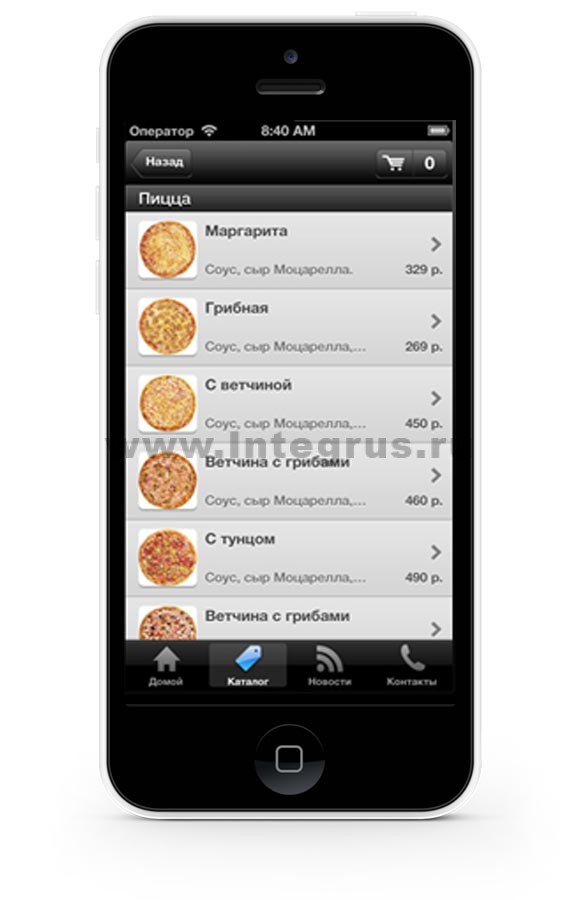 Оператор 8:40 AM
Назад 0
Пицца
Маргарита
Соус, сыр Моцарелла. 329 р.
Грибная
Соус, сыр Моцарелла,... 269 р.
С ветчиной
Соус, сыр Моцарелла,... 450 р.
www.Integrus.r
Ветчина с грибами
Соус, сыр Моцарелла,... 460 р.
С тунцом
Соус, сыр Моцарелла,... 490 р.
Ветчина с грибами
Домой Каталог Новости Контакты